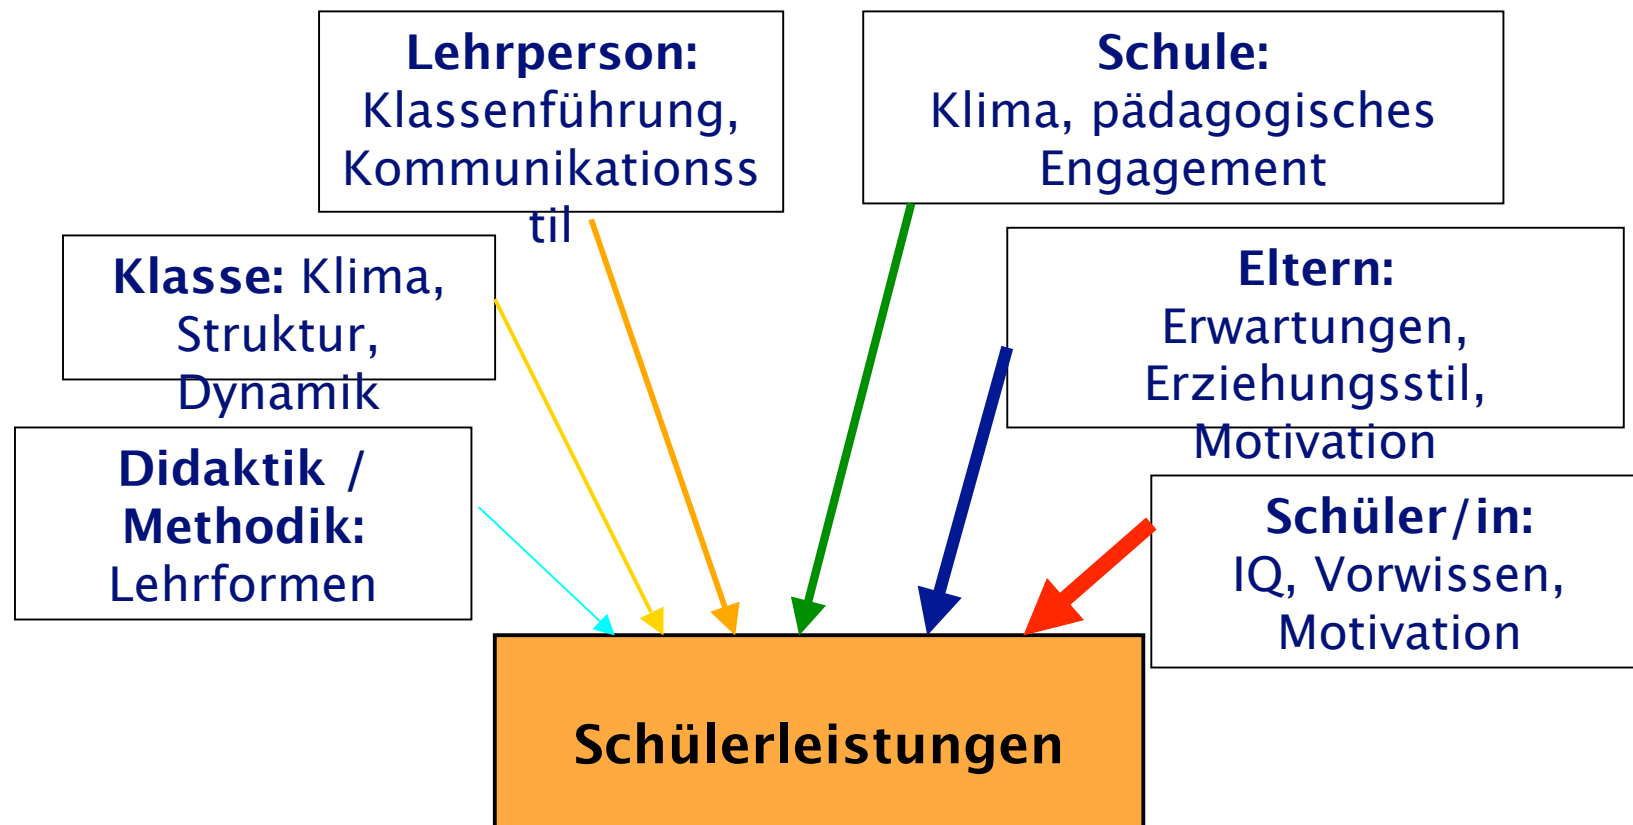 Lehrperson:
Klassenführung,
Kommunikationss
til
Schule:
Klima, pädagogisches
Engagement
Klasse: Klima,
Struktur,
Dynamik
Eltern:
Erwartungen,
Erziehungsstil,
Motivation
Didaktik /
Methodik:
Lehrformen
Schüler/in:
IQ, Vorwissen,
Motivation
Schülerleistungen